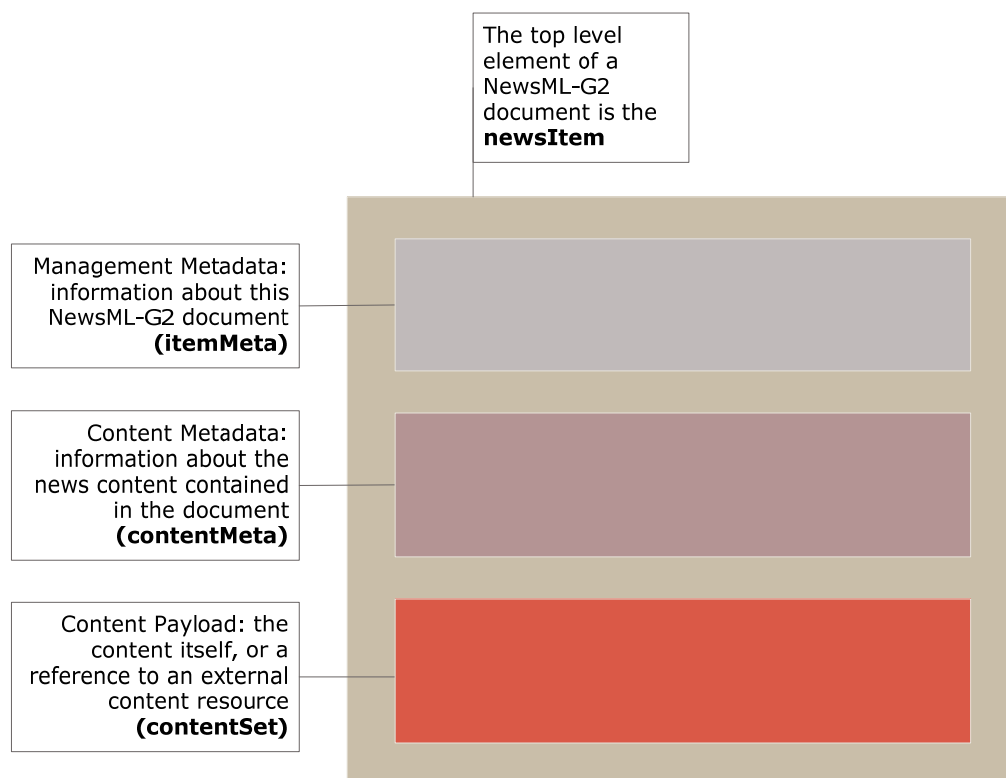 The top level
element of a
NewsML-G2
document is the
newsItem
Management Metadata:
information about this
NewsML-G2 document
(itemMeta)
Content Metadata:
information about the
news content contained
in the document
(contentMeta)
Content Payload: the
content itself, or a
reference to an external
content resource
(contentSet)